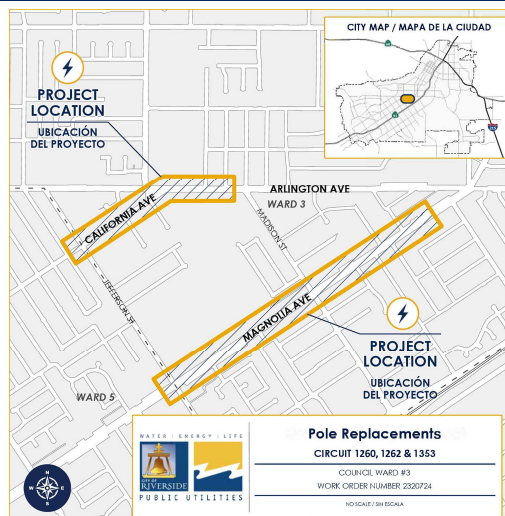 CITY MAP / MAPA DE LA CIUDAD
PROJECT
LOCATION
UBICACIÓN
DEL PROYECTO
ARLINGTON AVE
WARD 3
CALIFORNIA AVE
MADISON ST
JEFFERSON ST
MAGNOLIA AVE
PROJECT
LOCATION
UBICACIÓN
DEL PROYECTO
WARD 5
N
W E
S
WATER | ENERGY | LIFE
CITY OF
RIVERSIDE
PUBLIC UTILITIES
Pole Replacements
CIRCUIT 1260, 1262 & 1353
COUNCIL WARD #3
WORK ORDER NUMBER 2320724
NO SCALE / SIN ESCALA